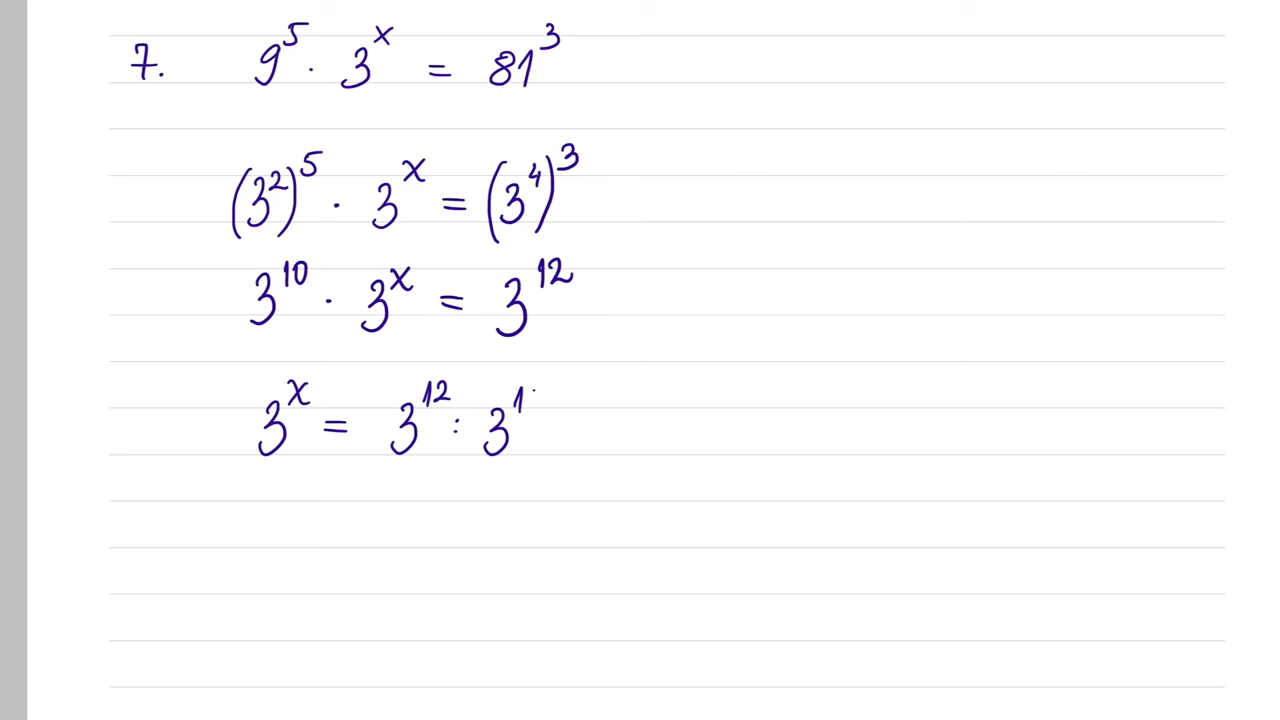 7. 9^5 · 3^x = 81^3
(3^2)^5 · 3^x = (3^4)^3
3^10 · 3^x = 3^12
3^x = 3^12 : 3^1